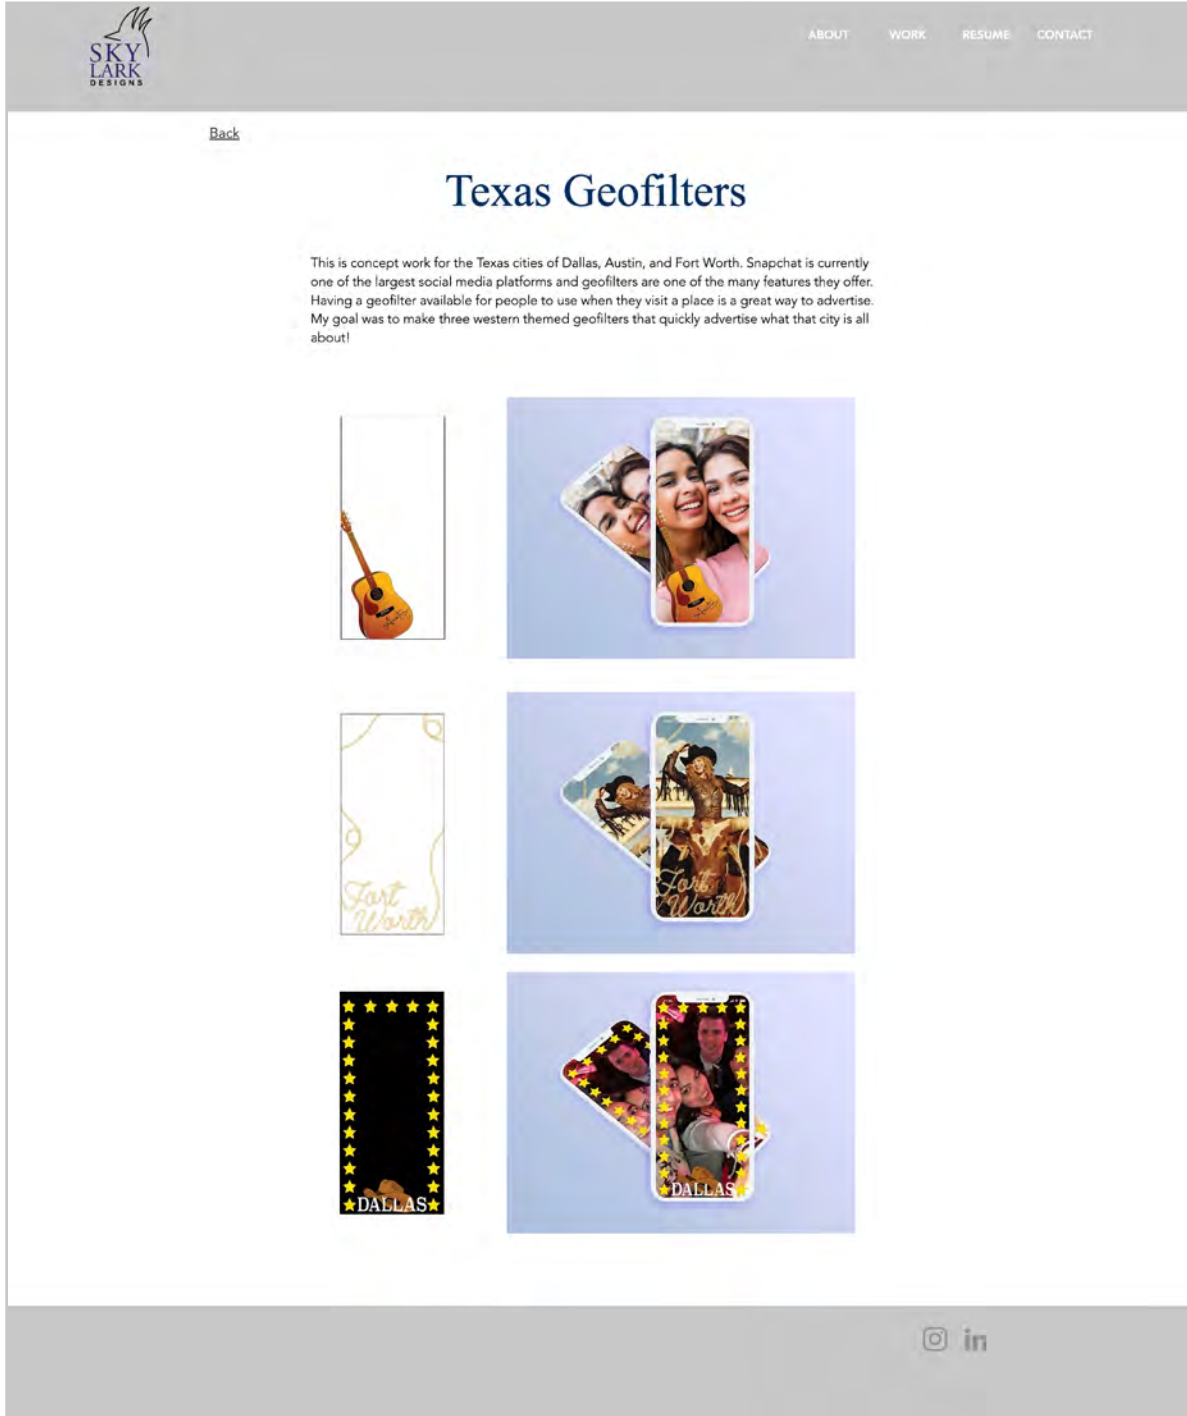 SKY
LARK
DESIGNS
ABOUT WORK RESUME CONTACT
Back
Texas Geofilters
This is concept work for the Texas cities of Dallas, Austin, and Fort Worth. Snapchat is currently
one of the largest social media platforms and geofilters are one of the many features they offer.
Having a geofilter available for people to use when they visit a place is a great way to advertise.
My goal was to make three western themed geofilters that quickly advertise what that city is all
about!
Fort
Worth
Fort
Worth
DALLAS
DALLAS
in